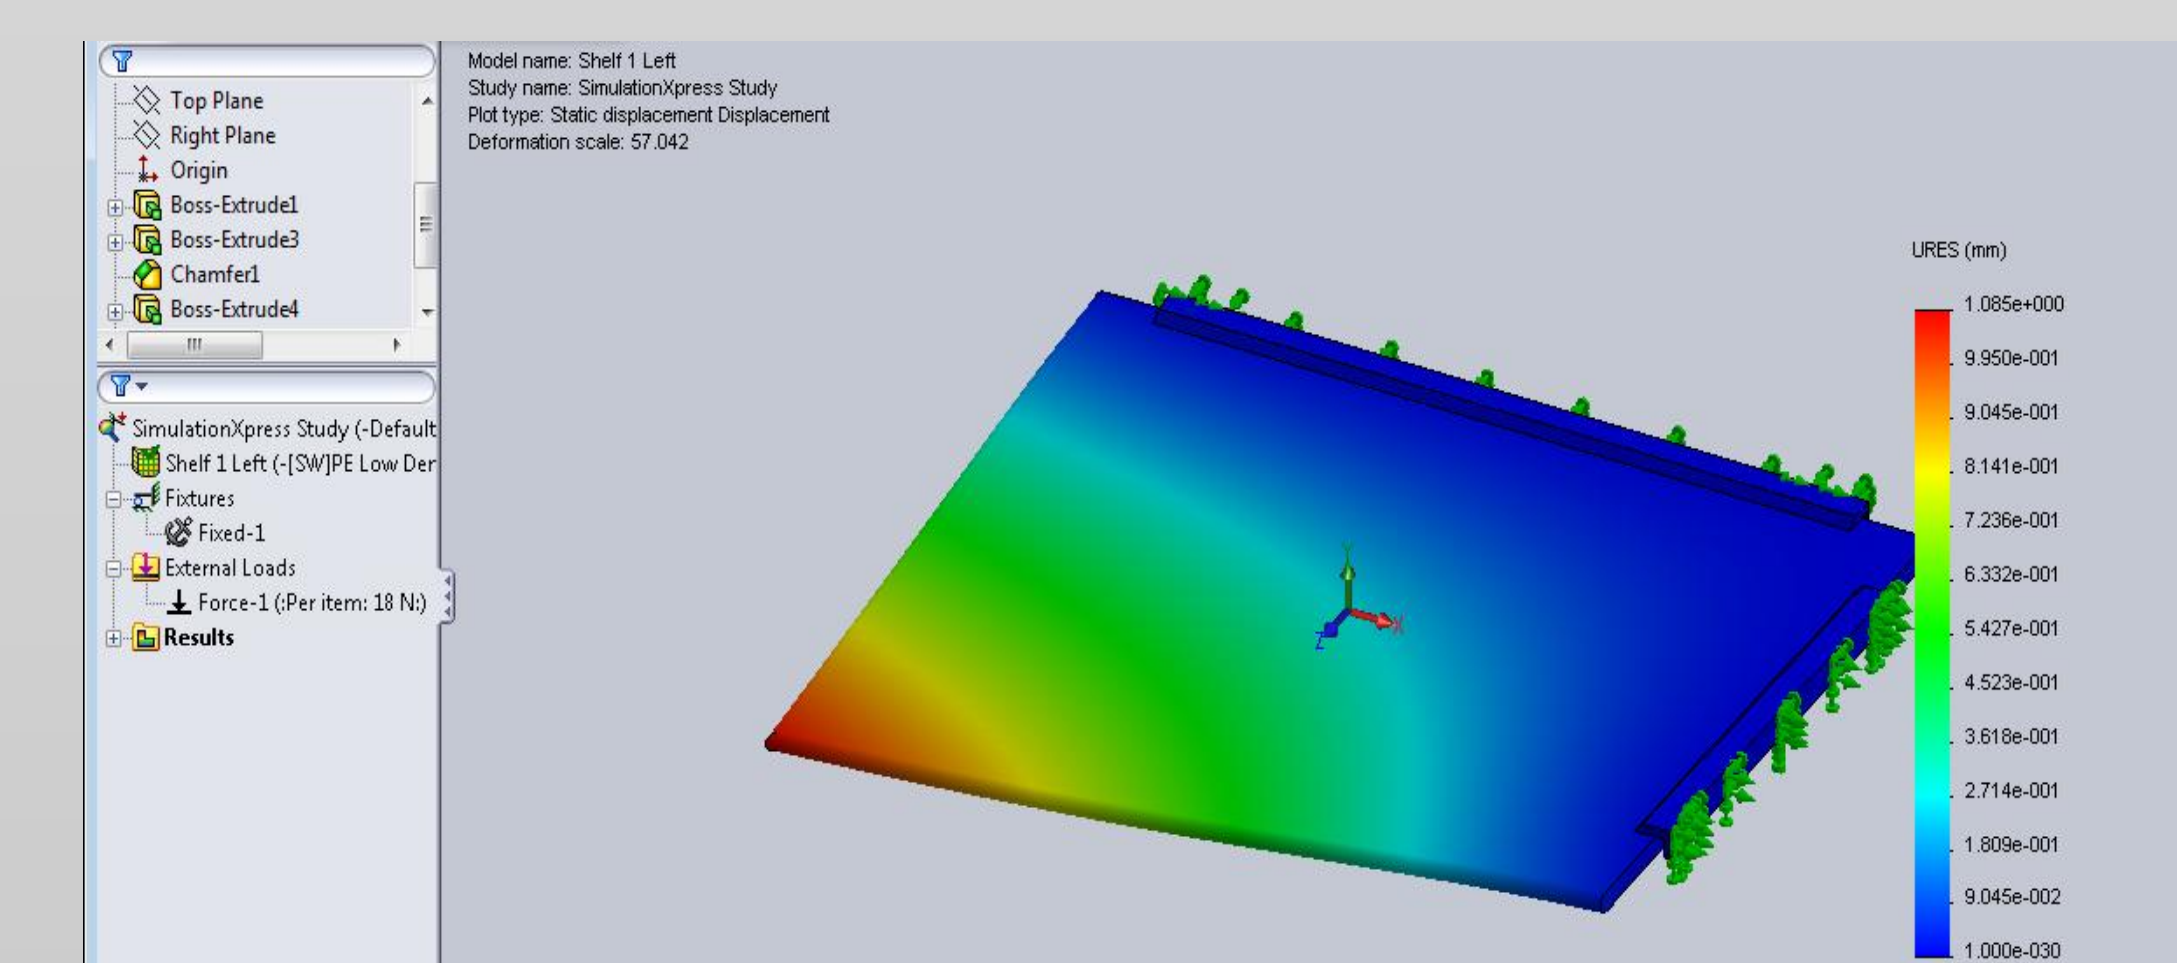 Top Plane
Right Plane
Origin
Boss-Extrude1
Boss-Extrude3
Chamfer1
Boss-Extrude4
SimulationXpress Study (-Default
Shelf 1 Left (-[SW]PE Low Der
Fixtures
Fixed-1
External Loads
Force-1 (:Per item: 18 N:)
Results
Model name: Shelf 1 Left
Study name: SimulationXpress Study
Plot type: Static displacement Displacement
Deformation scale: 57.042
Y
X
Z
URES (mm)
1.085e+000
9.950e-001
9.045e-001
8.141e-001
7.236e-001
6.332e-001
5.427e-001
4.523e-001
3.618e-001
2.714e-001
1.809e-001
9.045e-002
1.000e-030